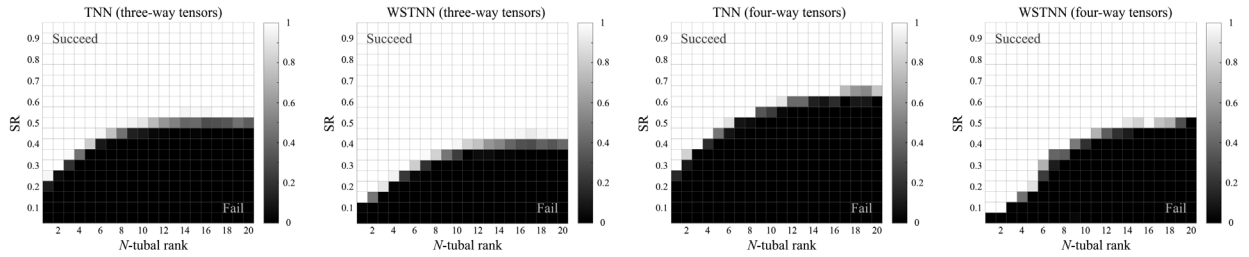 TNN (three-way tensors)
SR
0.9
0.8
0.7
0.6
0.5
0.4
0.3
0.2
0.1
Succeed
Fail
2 4 6 8 10 12 14 16 18 20
N-tubal rank
1
0.8
0.6
0.4
0.2
0
WSTNN (three-way tensors)
SR
0.9
0.8
0.7
0.6
0.5
0.4
0.3
0.2
0.1
Succeed
Fail
2 4 6 8 10 12 14 16 18 20
N-tubal rank
1
0.8
0.6
0.4
0.2
0
TNN (four-way tensors)
SR
0.9
0.8
0.7
0.6
0.5
0.4
0.3
0.2
0.1
Succeed
Fail
2 4 6 8 10 12 14 16 18 20
N-tubal rank
1
0.8
0.6
0.4
0.2
0
WSTNN (four-way tensors)
SR
0.9
0.8
0.7
0.6
0.5
0.4
0.3
0.2
0.1
Succeed
Fail
2 4 6 8 10 12 14 16 18 20
N-tubal rank
1
0.8
0.6
0.4
0.2
0